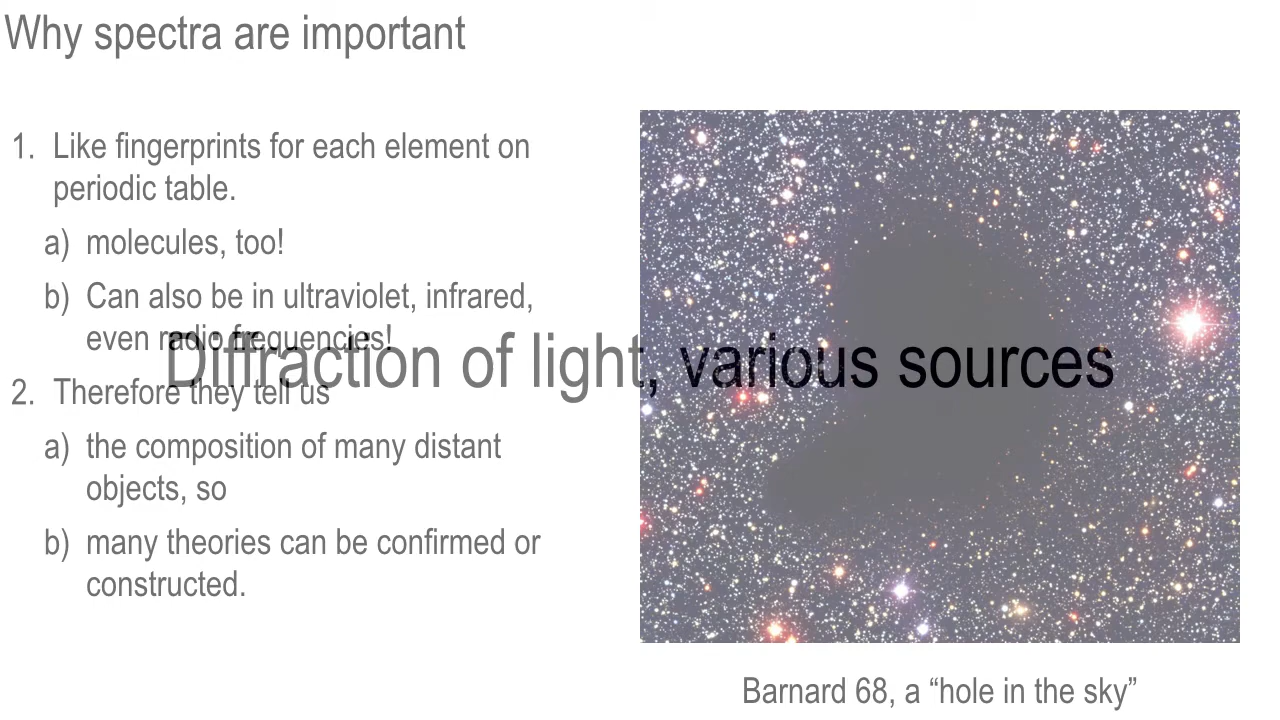 Why spectra are important
1. Like fingerprints for each element on
periodic table.
a) molecules, too!
b) Can also be in ultraviolet, infrared,
even radio frequencies!
Diffraction of light, various sources
2. Therefore they tell us
a) the composition of many distant
objects, so
b) many theories can be confirmed or
constructed.
Barnard 68, a “hole in the sky”